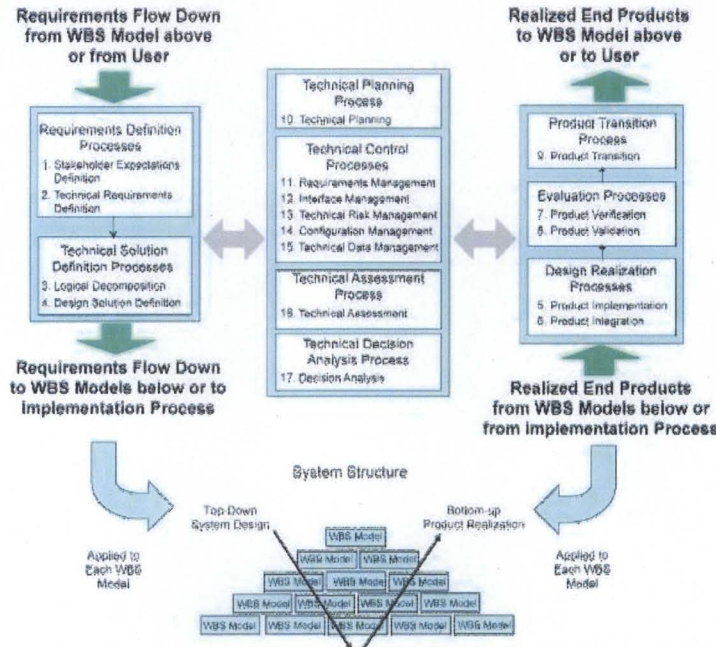 Requirements Flow Down
from WBS Model above
or from User
Requirements Definition
Processes
1. Stakeholder Expectations
Definition
2. Technical Requirements
Definition
Technical Solution
Definition Processes
3. Logical Decomposition
4. Design Solution Definition
Requirements Flow Down
to WBS Models below or to
Implementation Process
Technical Planning
Process
10. Technical Planning
Technical Control
Processes
11. Requirements Management
12. Interface Management
13. Technical Risk Management
14. Configuration Management
15. Technical Data Management
Technical Assessment
Process
16. Technical Assessment
Technical Decision
Analysis Process
17. Decision Analysis
Realized End Products
to WBS Model above
or to User
Product Transition
Process
9. Product Transition
Evaluation Processes
7. Product Verification
8. Product Validation
Design Realization
Processes
5. Product Implementation
6. Product Integration
Realized End Products
from WBS Models below or
from Implementation Process
System Structure
Top-Down
System Design
Bottom-up
Product Realization
Applied to
Each WBS
Model
Applied to
Each WBS
Model
WBS Model
WBS Model WBS Model
WBS Model WBS Model WBS Model
WBS Model WBS Model WBS Model WBS Model
WBS Model WBS Model WBS Model WBS Model WBS Model